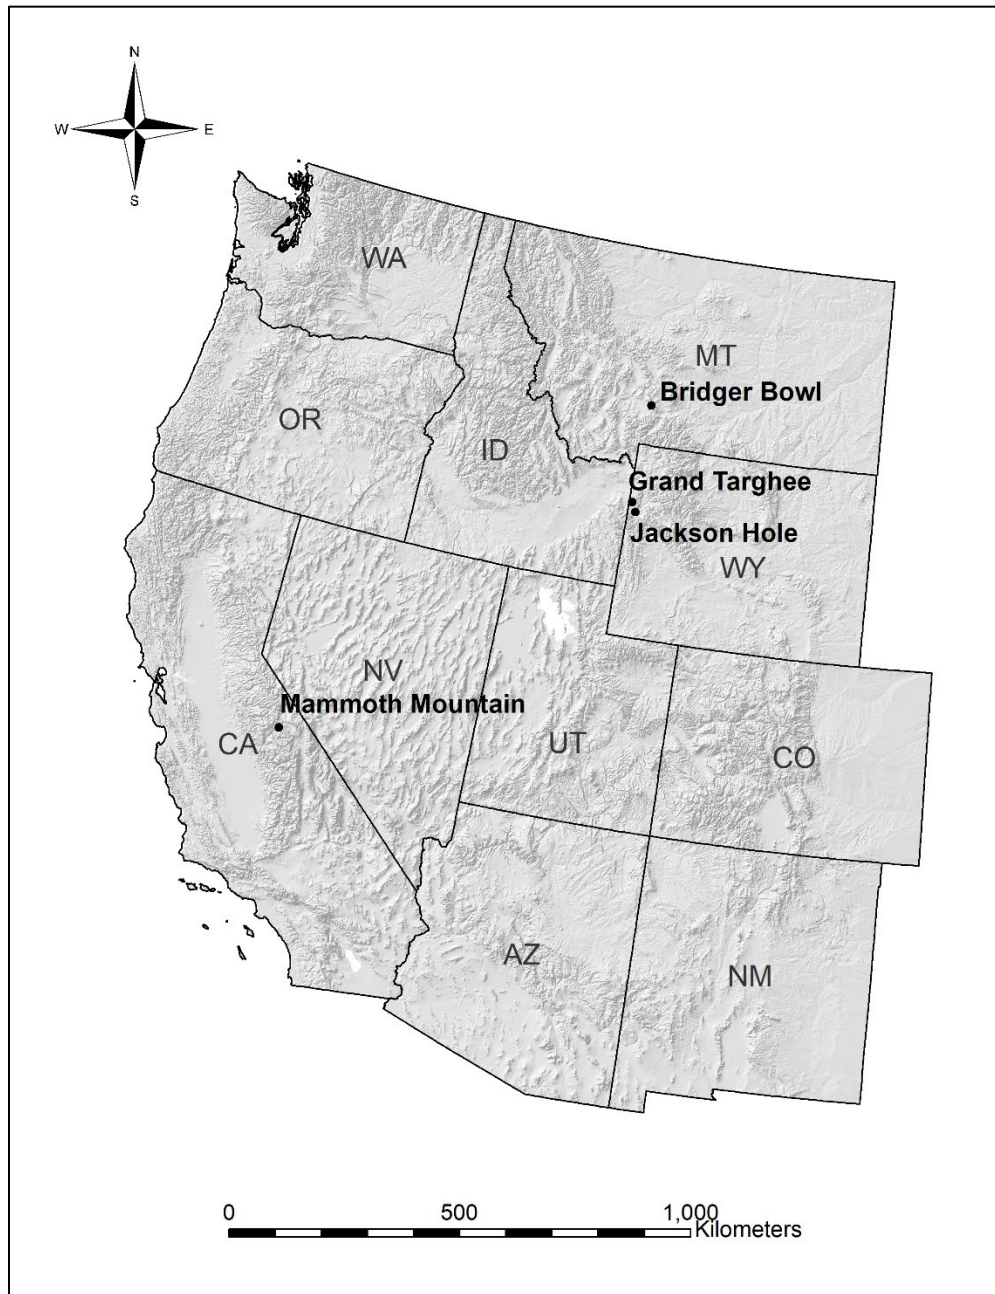 N
W E
S
WA
MT
Bridger Bowl
OR
ID
Grand Targhee
Jackson Hole
WY
NV
Mammoth Mountain
CA
UT
CO
AZ
NM
0 500 1,000
Kilometers